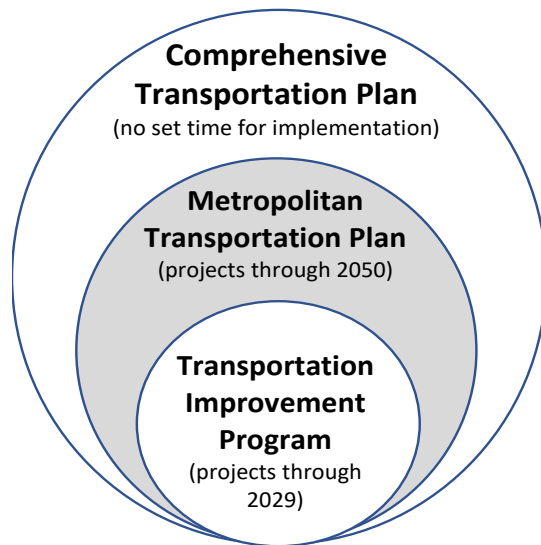 Comprehensive
Transportation Plan
(no set time for implementation)
Metropolitan
Transportation Plan
(projects through 2050)
Transportation
Improvement
Program
(projects through
2029)